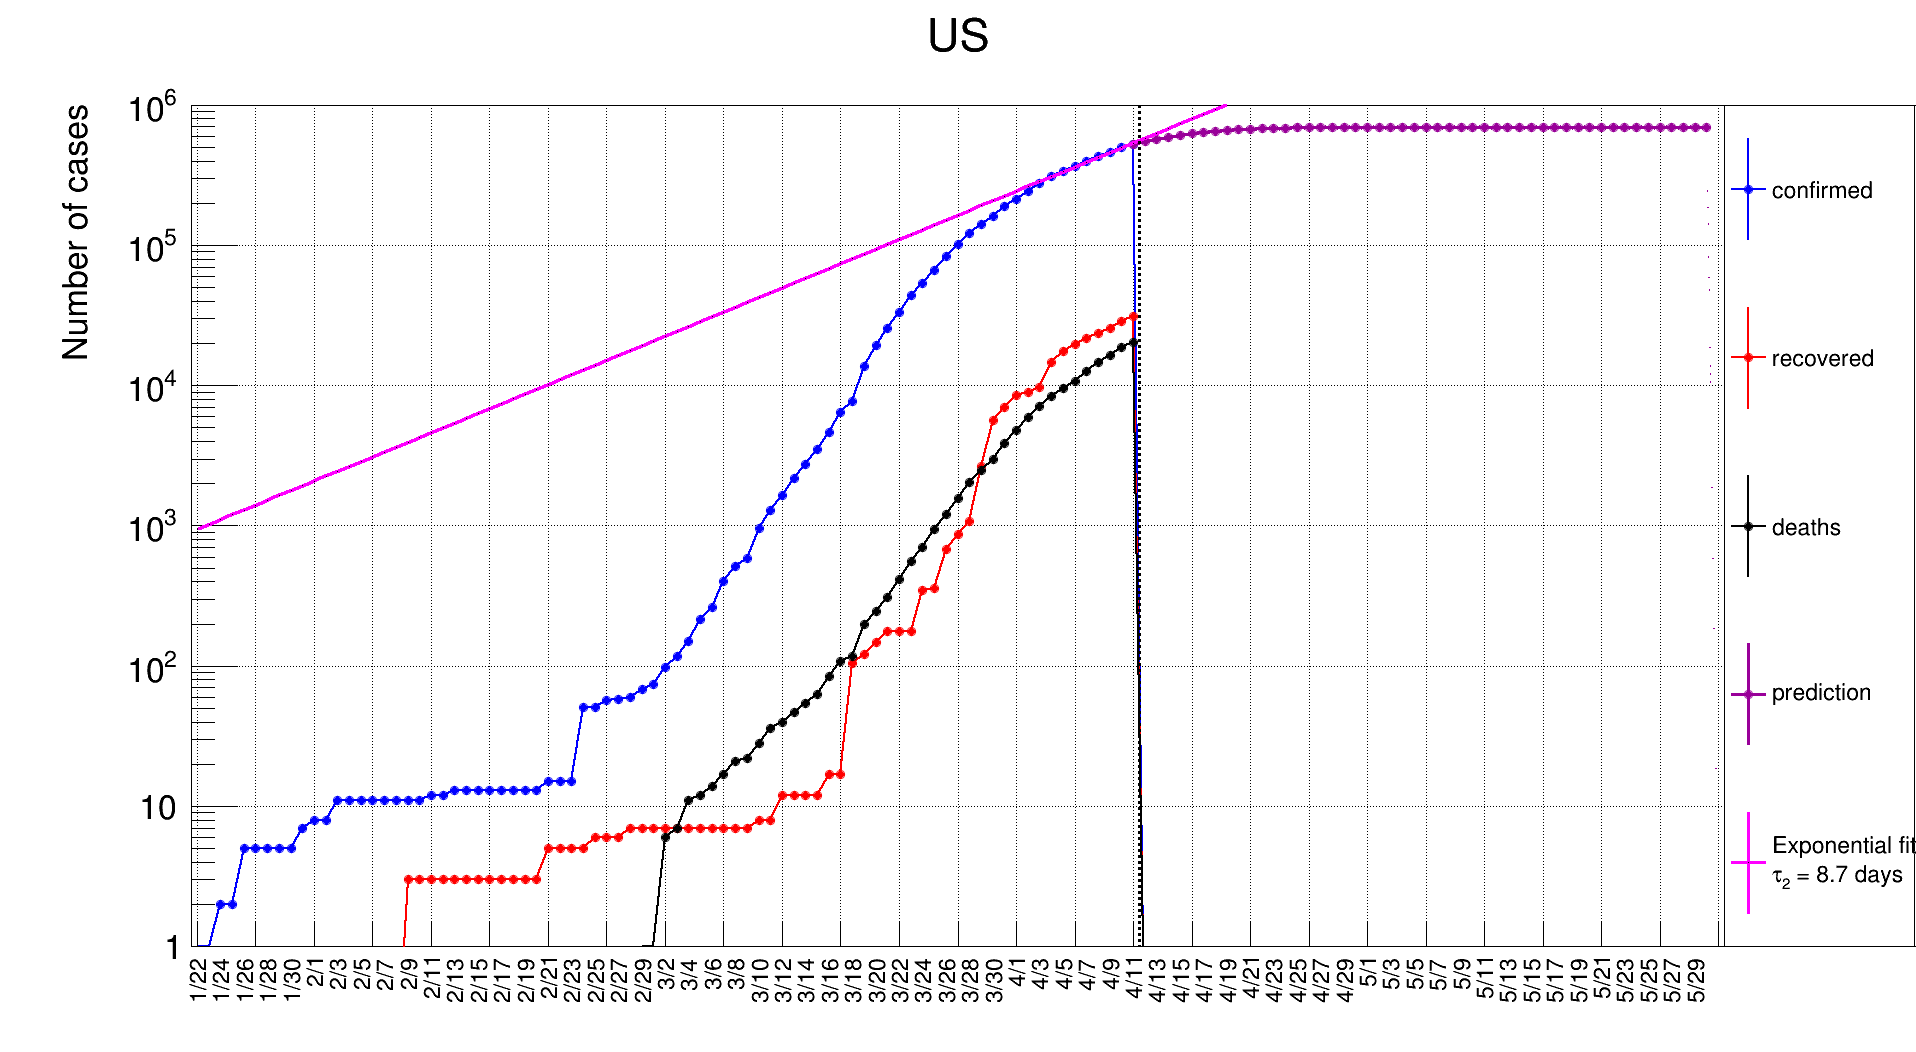 US
Number of cases
10^6
10^5
10^4
10^3
10^2
10
1
1/22 1/24 1/26 1/28 1/30 2/1 2/3 2/5 2/7 2/9 2/11 2/13 2/15 2/17 2/19 2/21 2/23 2/25 2/27 2/29 3/2 3/4 3/6 3/8 3/10 3/12 3/14 3/16 3/18 3/20 3/22 3/24 3/26 3/28 3/30 4/1 4/3 4/5 4/7 4/9 4/11 4/13 4/15 4/17 4/19 4/21 4/23 4/25 4/27 4/29 5/1 5/3 5/5 5/7 5/9 5/11 5/13 5/15 5/17 5/19 5/21 5/23 5/25 5/27 5/29
confirmed
recovered
deaths
prediction
Exponential fit
τ₂ = 8.7 days